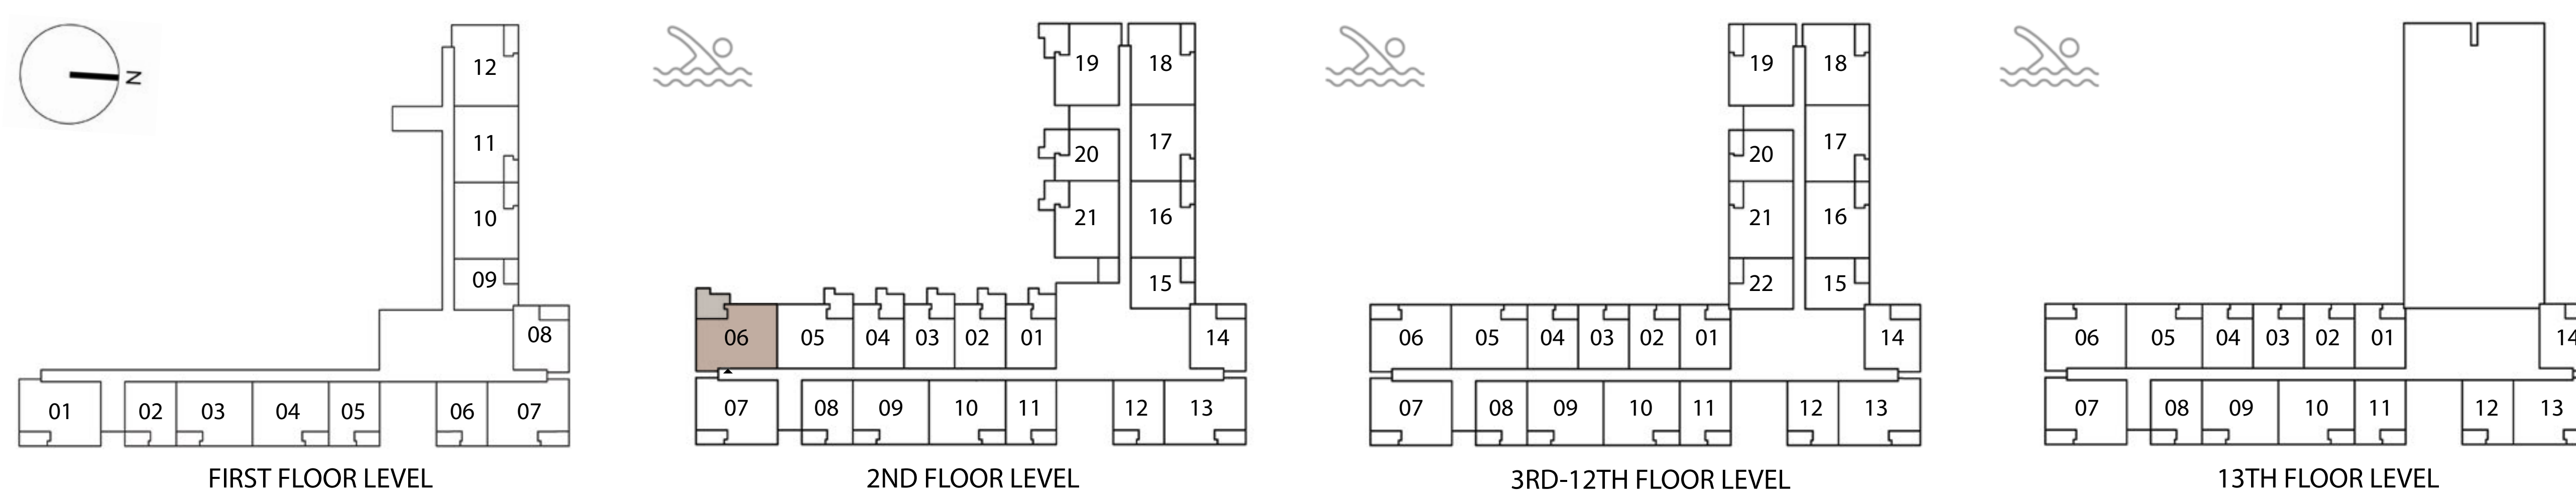 N
12
11
10
09
08
01 02 03 04 05 06 07
FIRST FLOOR LEVEL
19 18
20 17
21 16
15
06 05 04 03 02 01 14
07 08 09 10 11 12 13
2ND FLOOR LEVEL
19 18
20 17
21 16
22 15
06 05 04 03 02 01 14
07 08 09 10 11 12 13
3RD-12TH FLOOR LEVEL
06 05 04 03 02 01 14
07 08 09 10 11 12 13
13TH FLOOR LEVEL